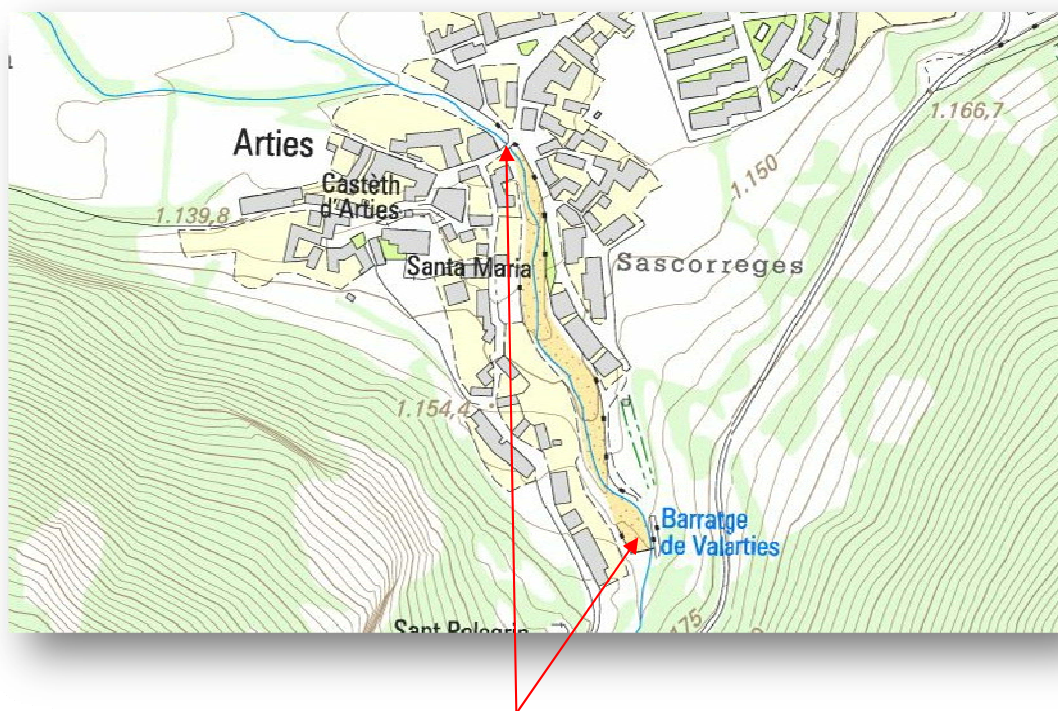 1.166,7
Arties
1.150
Castèth
d'Arties
1.139,8
Santa Maria
Sascorreges
1.154,4
Barratge
de Valarties
175
Sant Pelegrin